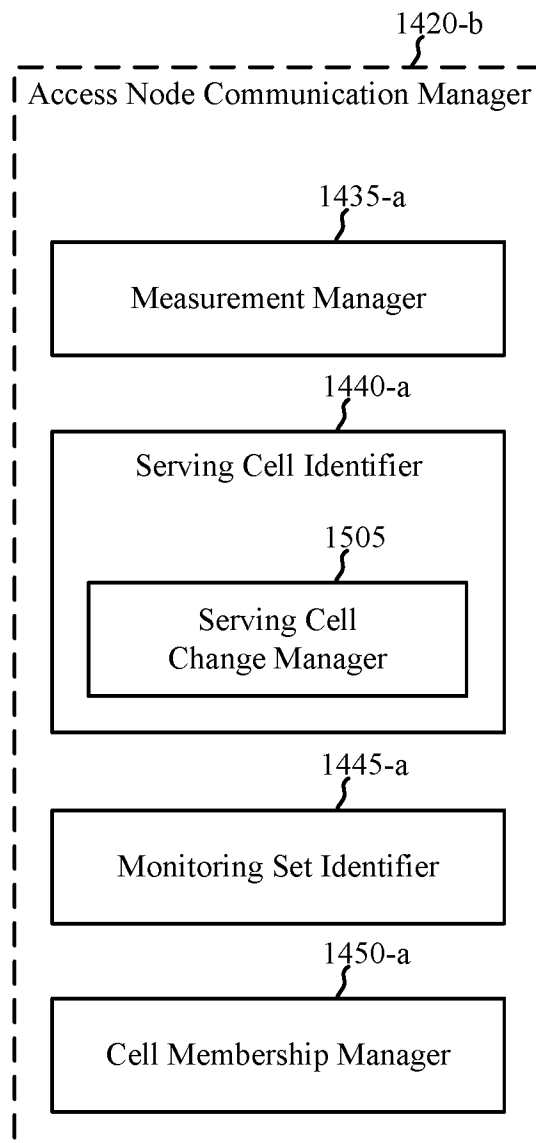 1420-b
Access Node Communication Manager
1435-a
Measurement Manager
1440-a
Serving Cell Identifier
1505
Serving Cell
Change Manager
1445-a
Monitoring Set Identifier
1450-a
Cell Membership Manager